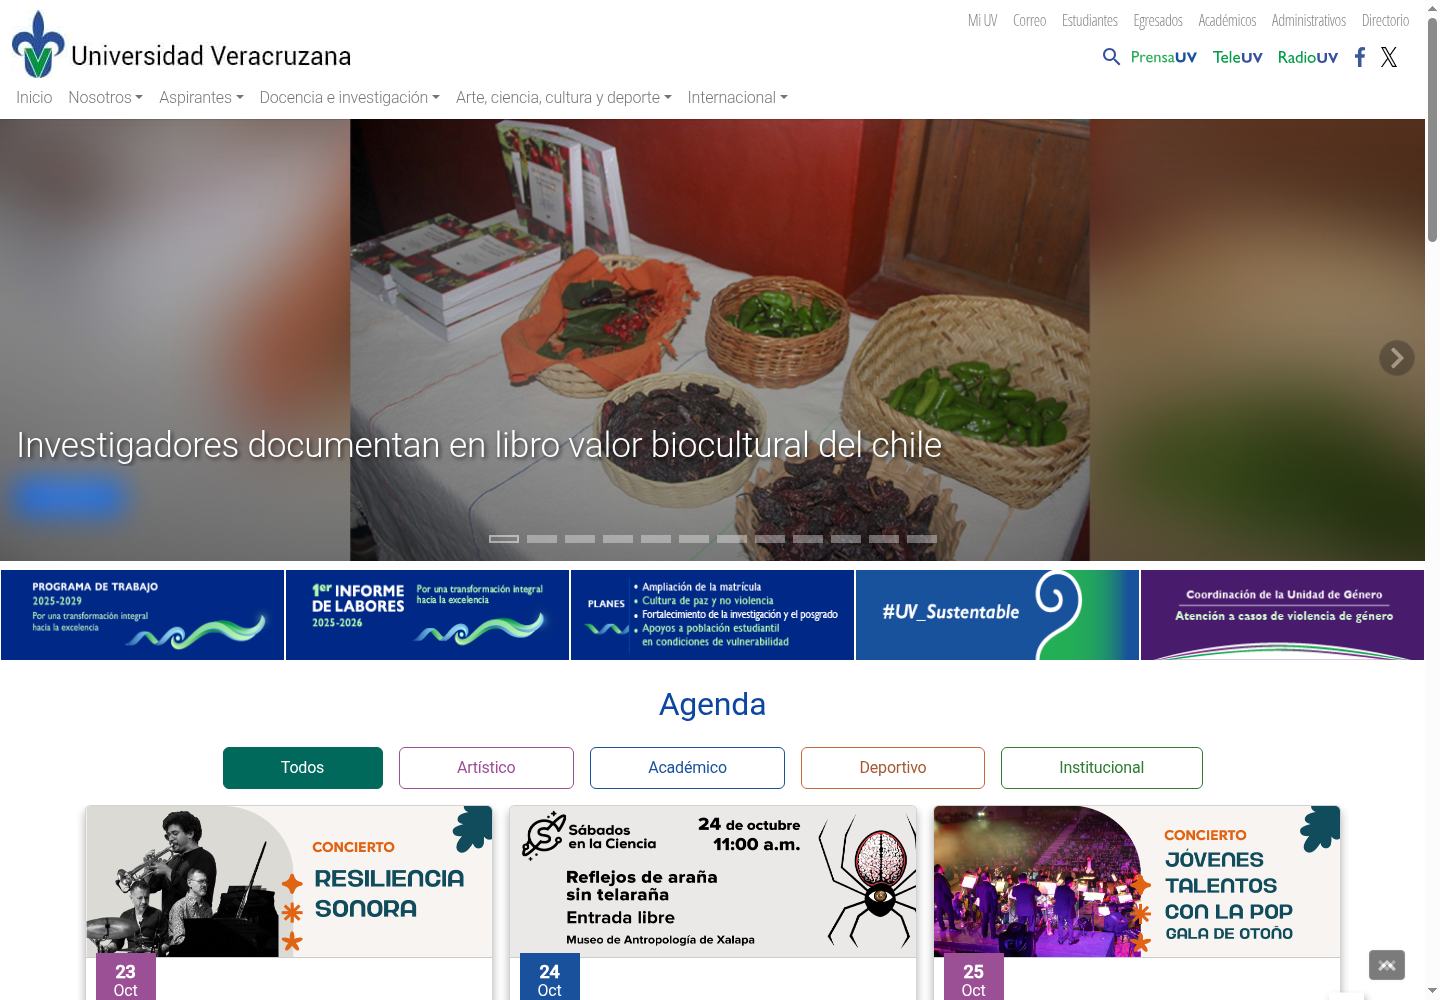 Universidad Veracruzana
Mi UV Correo Estudiantes Egresados Académicos Administrativos Directorio
PrensaUV TeleUV RadioUV
Inicio Nosotros Aspirantes Docencia e investigación Arte, ciencia, cultura y deporte Internacional
Investigadores documentan en libro valor biocultural del chile
PROGRAMA DE TRABAJO
2025-2029
Por una transformación integral
hacia la excelencia
1er INFORME
DE LABORES
2025-2026
Por una transformación integral
hacia la excelencia
PLANES
• Ampliación de la matrícula
• Cultura de paz y no violencia
• Fortalecimiento de la investigación y el posgrado
• Apoyos a población estudiantil
en condiciones de vulnerabilidad
#UV_Sustentable
Coordinación de la Unidad de Género
Atención a casos de violencia de género
Agenda
Todos Artístico Académico Deportivo Institucional
CONCIERTO
RESILIENCIA
SONORA
23
Oct
Sábados
en la Ciencia
24 de octubre
11:00 a.m.
Reflejos de araña
sin telaraña
Entrada libre
Museo de Antropología de Xalapa
24
Oct
CONCIERTO
JÓVENES
TALENTOS
CON LA POP
GALA DE OTOÑO
25
Oct